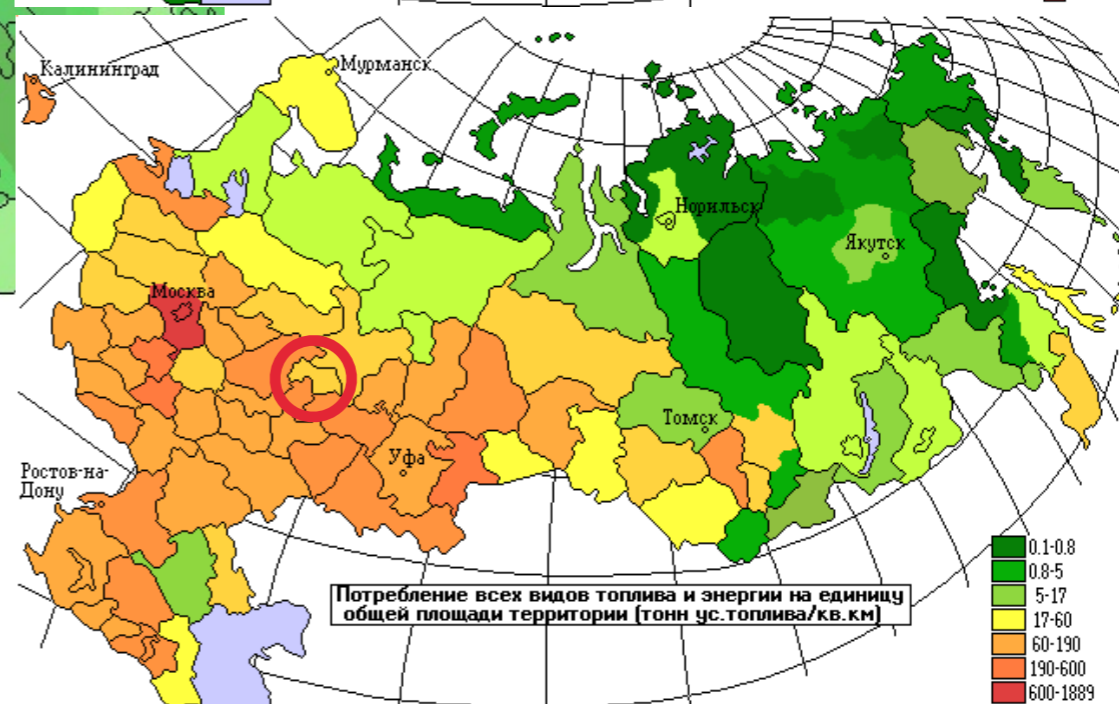 Калининград
Мурманск
Норильск
Якутск
Москва
Томск
Уфа
Ростов-на-
Дону
Потребление всех видов топлива и энергии на единицу
общей площади территории (тонн ус.топлива/кв.км)
0.1-0.8
0.8-5
5-17
17-60
60-190
190-600
600-1889